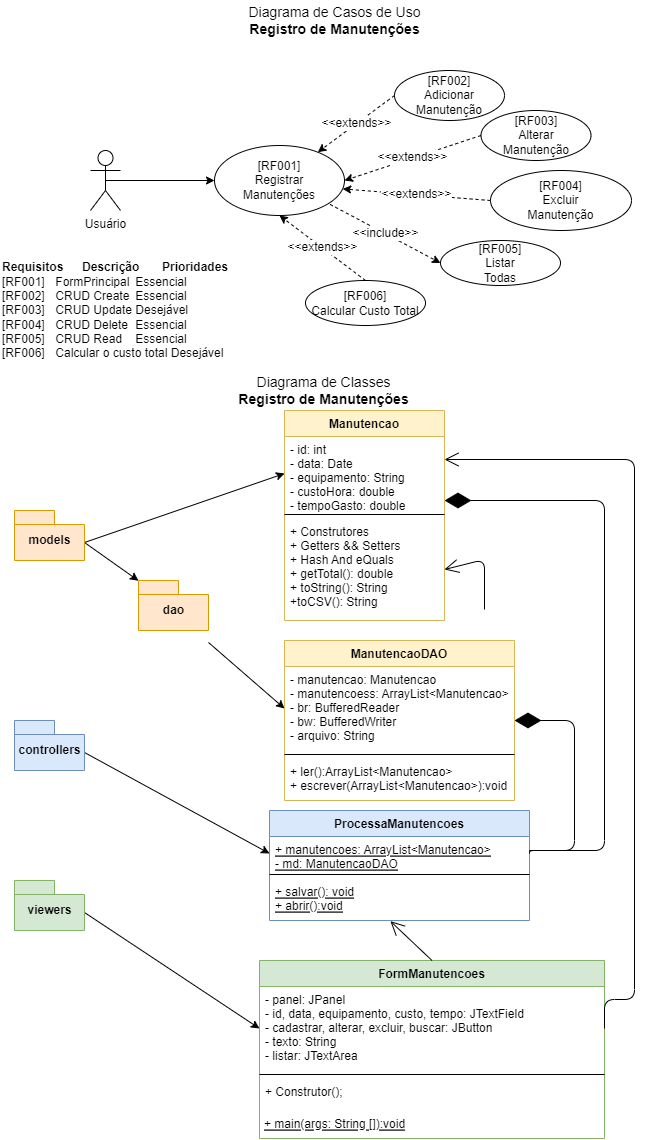 Diagrama de Casos de Uso
Registro de Manutenções
[RF002]
Adicionar
Manutenção
<<extends>>
[RF003]
Alterar
Manutenção
<<extends>>
[RF001]
Registrar
Manutenções
[RF004]
Excluir
Manutenção
<<extends>>
Usuário
<<include>>
<<extends>>
[RF005]
Listar
Todas
[RF006]
Calcular Custo Total
Requisitos Descrição Prioridades
[RF001] FormPrincipal Essencial
[RF002] CRUD Create Essencial
[RF003] CRUD Update Desejável
[RF004] CRUD Delete Essencial
[RF005] CRUD Read Essencial
[RF006] Calcular o custo total Desejável
Diagrama de Classes
Registro de Manutenções
Manutencao
- id: int
- data: Date
- equipamento: String
- custoHora: double
- tempoGasto: double
+ Construtores
+ Getters && Setters
+ Hash And eQuals
+ getTotal(): double
+ toString(): String
+toCSV(): String
models
dao
ManutencaoDAO
- manutencao: Manutencao
- manutencoess: ArrayList<Manutencao>
- br: BufferedReader
- bw: BufferedWriter
- arquivo: String
+ ler():ArrayList<Manutencao>
+ escrever(ArrayList<Manutencao>):void
controllers
ProcessaManutencoes
+ manutencoes: ArrayList<Manutencao>
- md: ManutencaoDAO
+ salvar(): void
+ abrir():void
viewers
FormManutencoes
- panel: JPanel
- id, data, equipamento, custo, tempo: JTextField
- cadastrar, alterar, excluir, buscar: JButton
- texto: String
- listar: JTextArea
+ Construtor();
+ main(args: String []):void